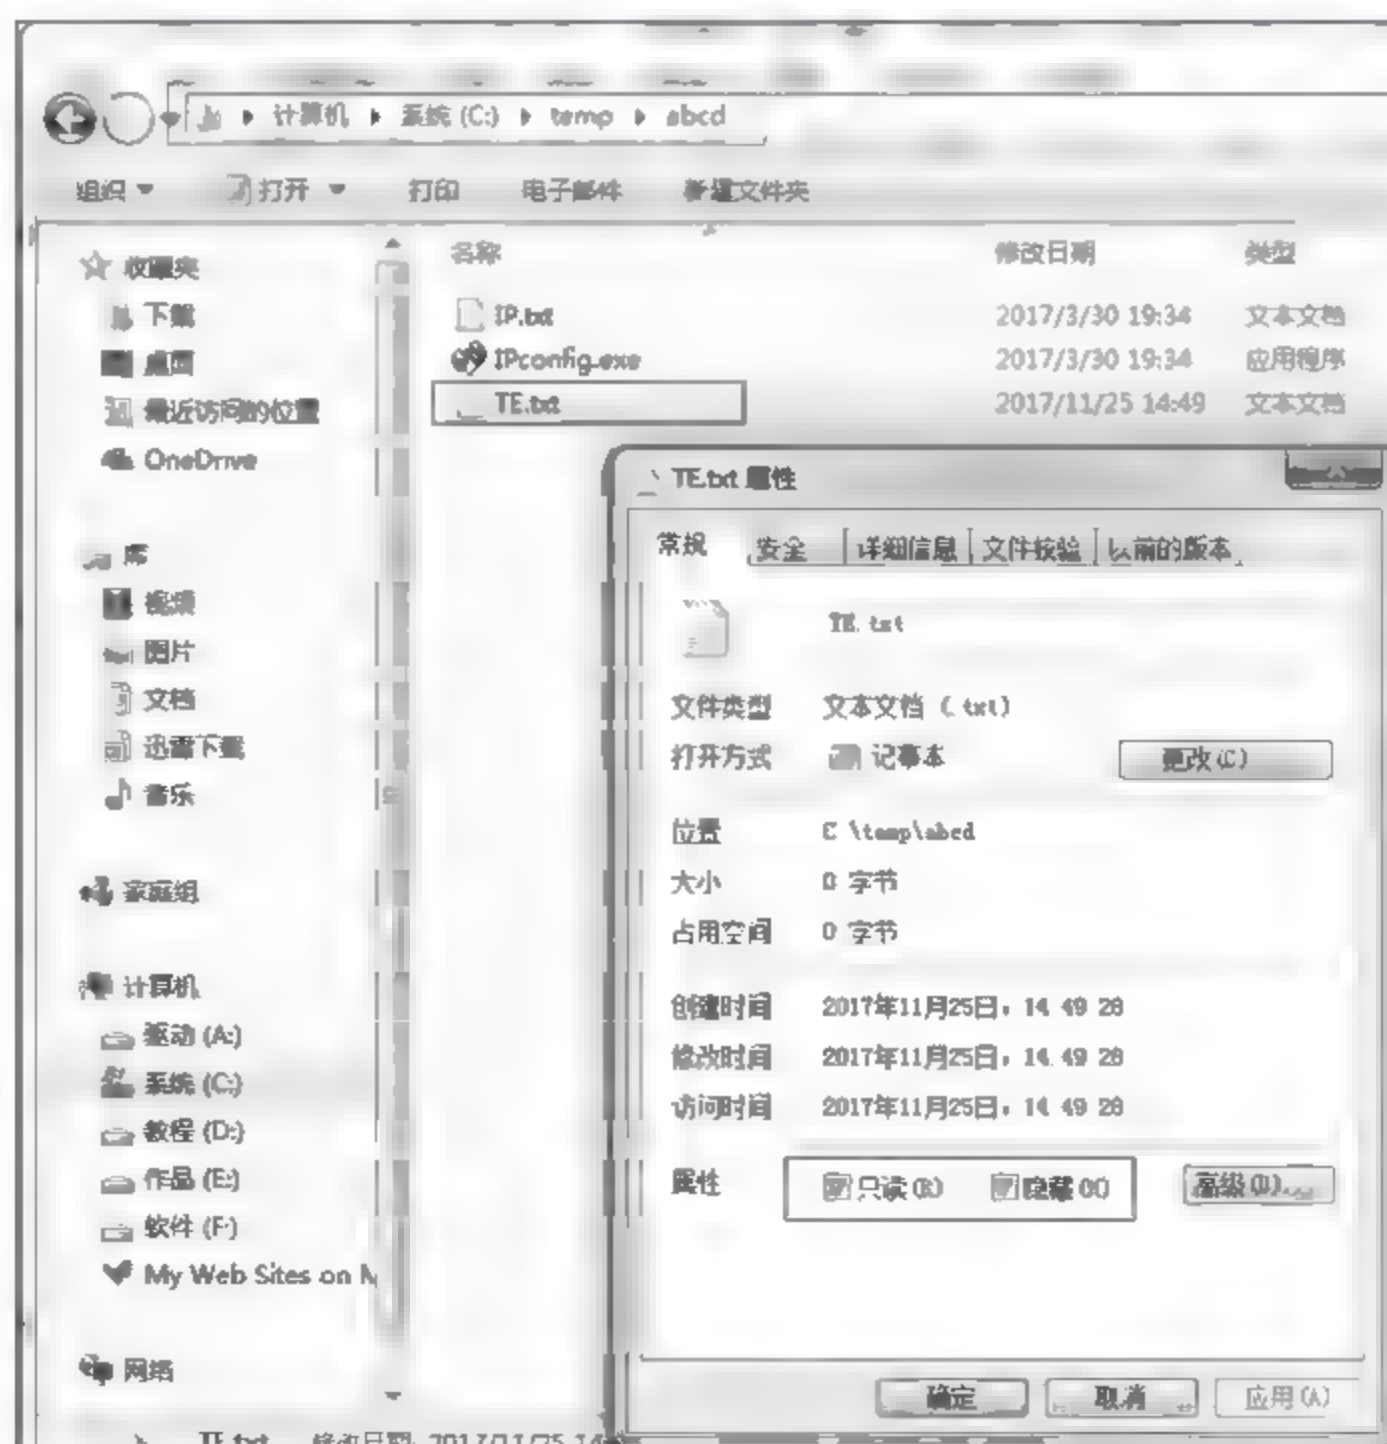 计算机 ▸ 系统 (C:) ▸ temp ▸ abcd
组织 打开 打印 电子邮件 新建文件夹
名称 修改日期 类型
收藏夹
下载
桌面
最近访问的位置
OneDrive
IP.txt 2017/3/30 19:34 文本文档
IPconfig.exe 2017/3/30 19:34 应用程序
TE.txt 2017/11/25 14:49 文本文档
库
视频
图片
文档
迅雷下载
音乐
家庭组
计算机
驱动 (A:)
系统 (C:)
教程 (D:)
作品 (E:)
软件 (F:)
My Web Sites on M
网络
TE.txt 属性
常规 安全 详细信息 文件校验 以前的版本
TE.txt
文件类型 文本文档 (.txt)
打开方式 记事本 更改(C)
位置 C:\temp\abcd
大小 0 字节
占用空间 0 字节
创建时间 2017年11月25日，14:49:28
修改时间 2017年11月25日，14:49:28
访问时间 2017年11月25日，14:49:28
属性 只读(R) 隐藏(H) 高级(D)...
确定 取消 应用(A)
TE.txt 修改日期: 2017/11/25 14